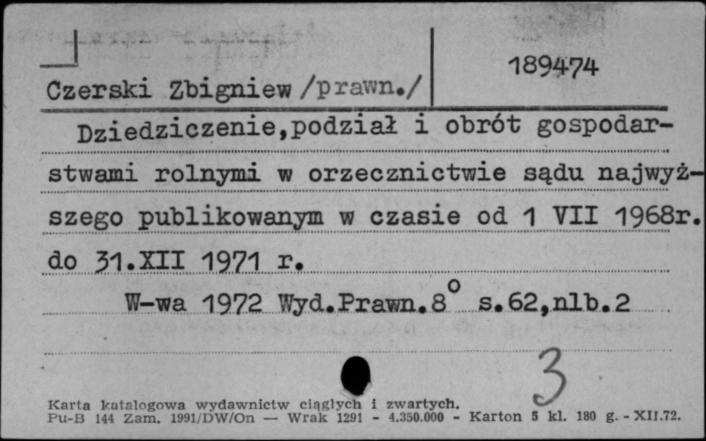 189474
Czerski Zbigniew /prawn./
Dziedziczenie,podział i obrót gospodar-
stwami rolnymi w orzecznictwie sądu najwyż-
szego publikowanym w czasie od 1 VII 1968r.
do 31.XII 1971 r.
W-wa 1972 Wyd.Prawn.8° s.62,nlb.2
3
Karta katalogowa wydawnictw ciągłych i zwartych.
Pu-B 144 Zam. 1991/DW/On — Wrak 1291 - 4.350.000 - Karton 5 kl. 180 g. - XII.72.